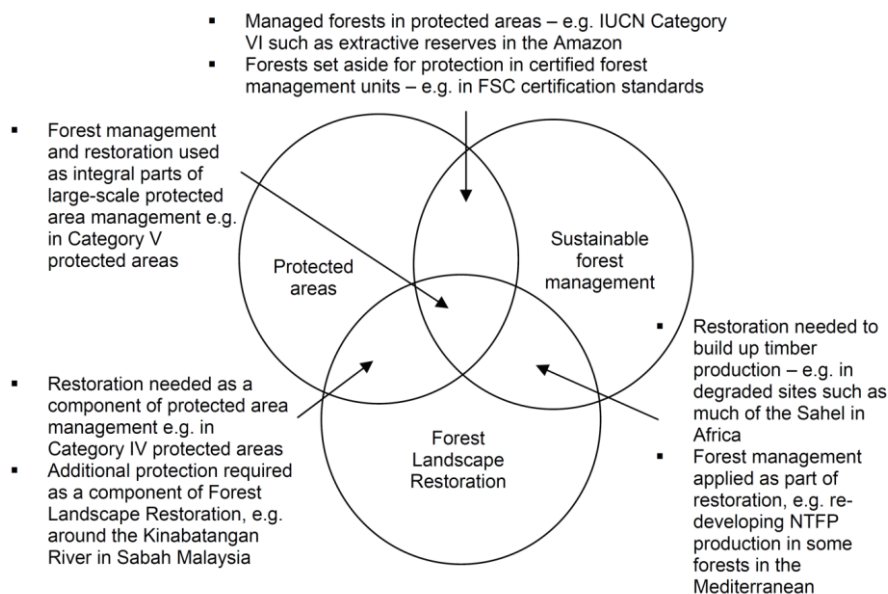 ▪ Managed forests in protected areas – e.g. IUCN Category
VI such as extractive reserves in the Amazon
▪ Forests set aside for protection in certified forest
management units – e.g. in FSC certification standards
▪ Forest management
and restoration used
as integral parts of
large-scale protected
area management e.g.
in Category V
protected areas
Protected
areas
Sustainable
forest
management
▪ Restoration needed as a
component of protected area
management e.g. in
Category IV protected areas
▪ Additional protection required
as a component of Forest
Landscape Restoration, e.g.
around the Kinabatangan
River in Sabah Malaysia
Forest
Landscape
Restoration
▪ Restoration needed to
build up timber
production – e.g. in
degraded sites such as
much of the Sahel in
Africa
▪ Forest management
applied as part of
restoration, e.g. re-
developing NTFP
production in some
forests in the
Mediterranean